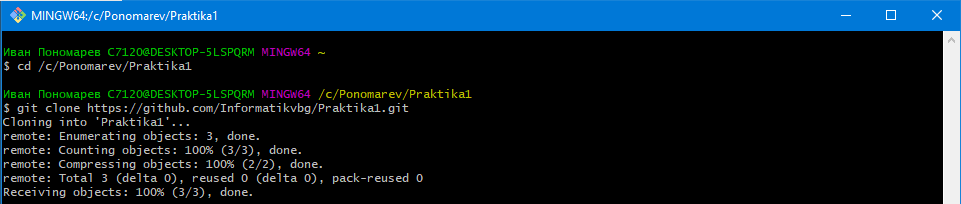 MINGW64:/c/Ponomarev/Praktika1
Иван Пономарев С7120@DESKTOP-5LSPQRM MINGW64 ~
$ cd /c/Ponomarev/Praktika1
Иван Пономарев С7120@DESKTOP-5LSPQRM MINGW64 /c/Ponomarev/Praktika1
$ git clone https://github.com/Informatikvbg/Praktika1.git
Cloning into 'Praktika1'...
remote: Enumerating objects: 3, done.
remote: Counting objects: 100% (3/3), done.
remote: Compressing objects: 100% (2/2), done.
remote: Total 3 (delta 0), reused 0 (delta 0), pack-reused 0
Receiving objects: 100% (3/3), done.